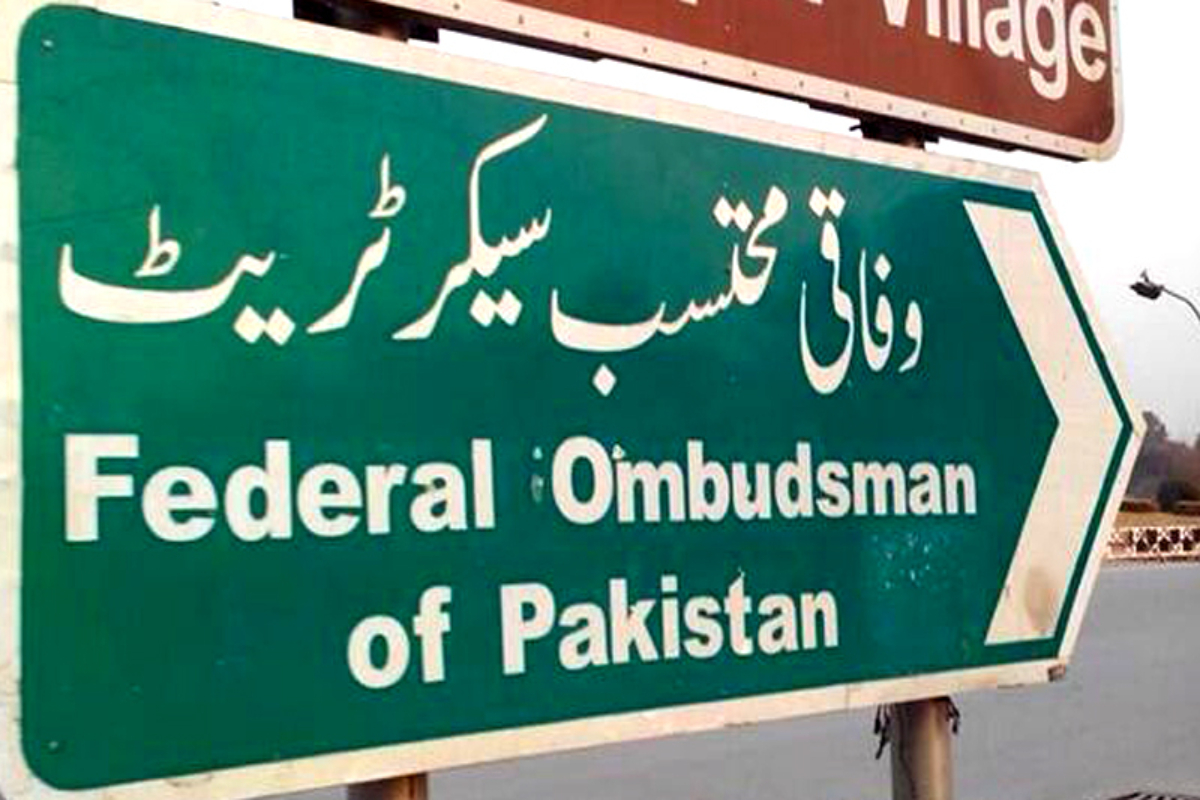 Village
وفاقی محتسب سیکرٹریٹ
Federal Ombudsman
of Pakistan